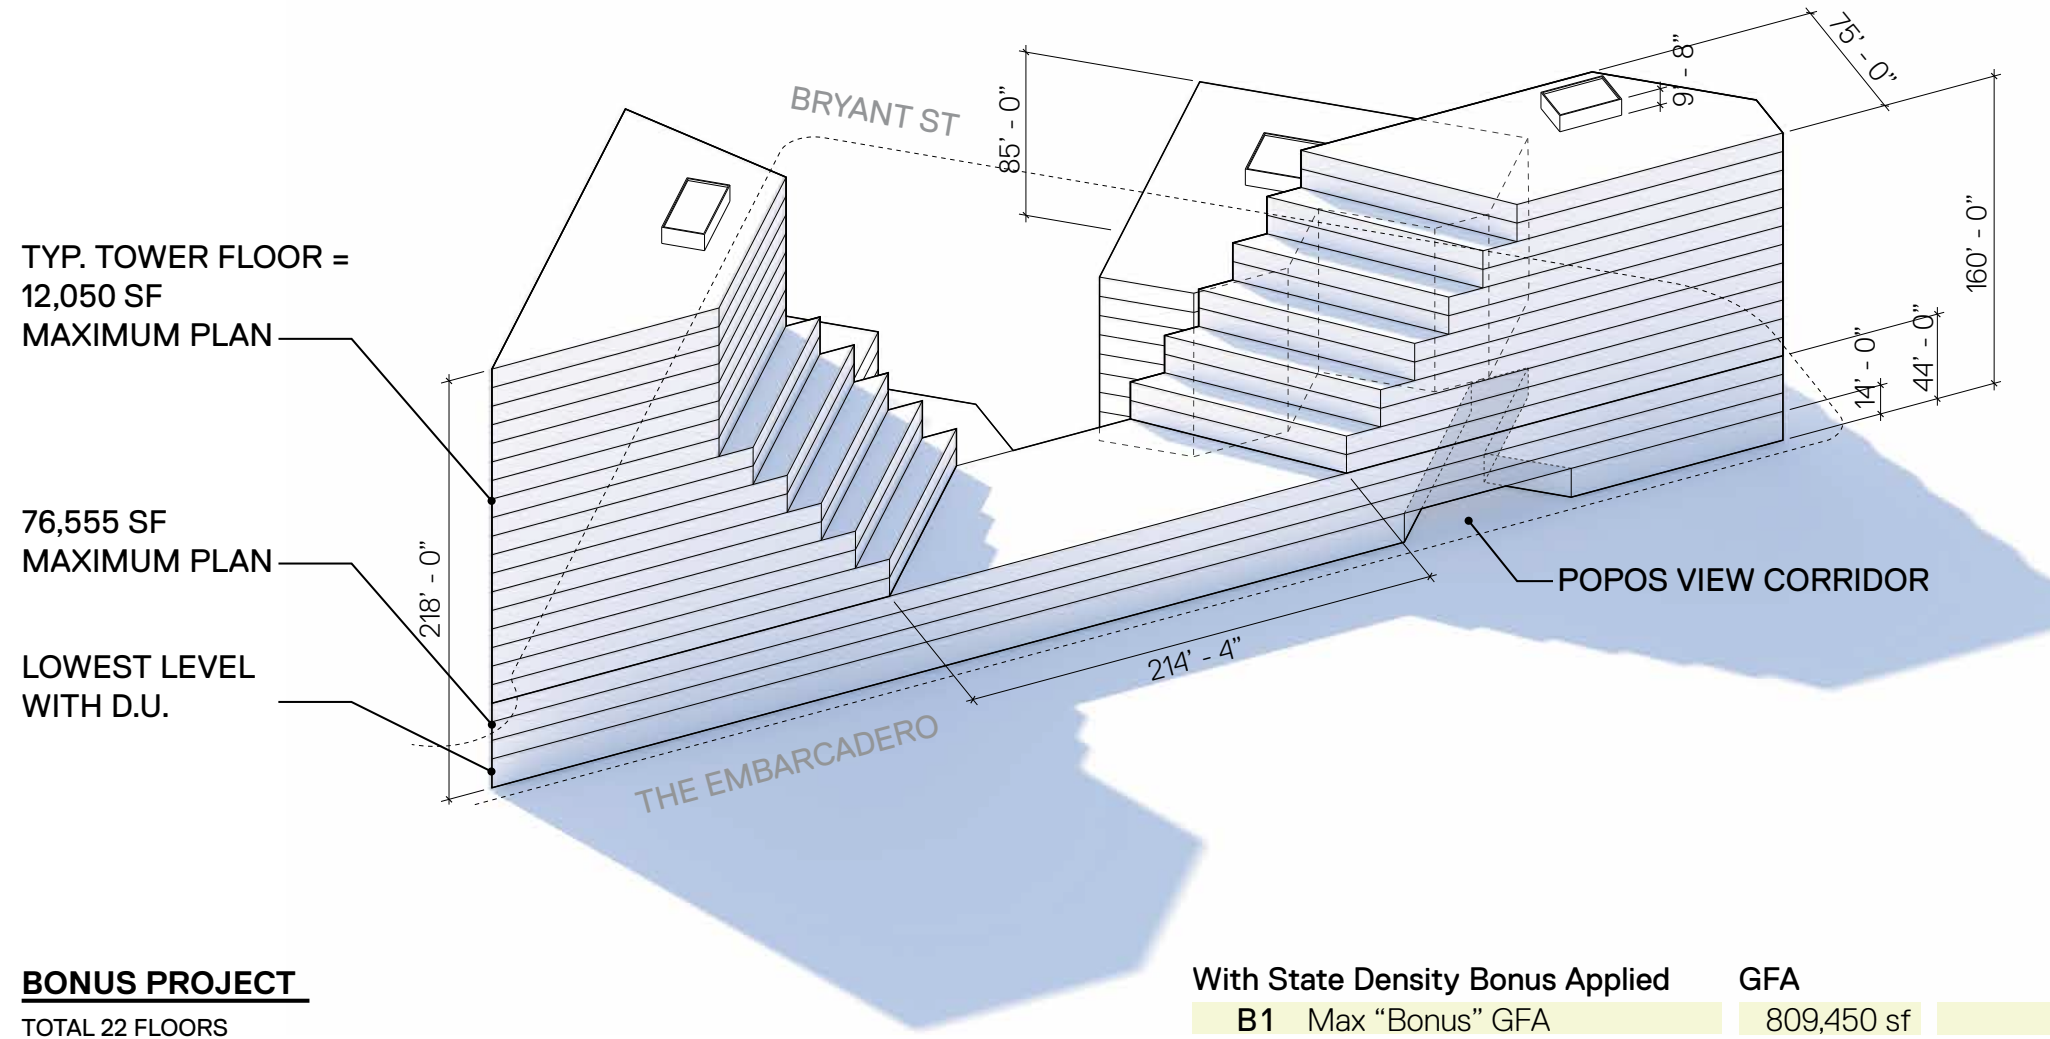 BRYANT ST
85’ - 0”
9’ - 8”
75’ - 0”
160’ - 0”
44’ - 0”
14’ - 0”
TYP. TOWER FLOOR =
12,050 SF
MAXIMUM PLAN
76,555 SF
MAXIMUM PLAN
218’ - 0”
LOWEST LEVEL
WITH D.U.
POPOS VIEW CORRIDOR
214’ - 4”
THE EMBARCADERO
BONUS PROJECT
TOTAL 22 FLOORS
With State Density Bonus Applied GFA
B1 Max “Bonus” GFA 809,450 sf